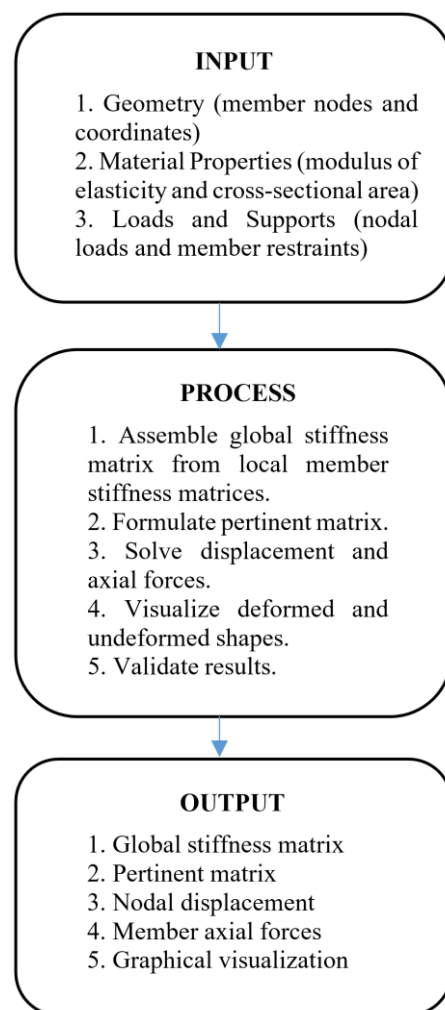 INPUT
1. Geometry (member nodes and
coordinates)
2. Material Properties (modulus of
elasticity and cross-sectional area)
3. Loads and Supports (nodal
loads and member restraints)
PROCESS
1. Assemble global stiffness
matrix from local member
stiffness matrices.
2. Formulate pertinent matrix.
3. Solve displacement and
axial forces.
4. Visualize deformed and
undeformed shapes.
5. Validate results.
OUTPUT
1. Global stiffness matrix
2. Pertinent matrix
3. Nodal displacement
4. Member axial forces
5. Graphical visualization